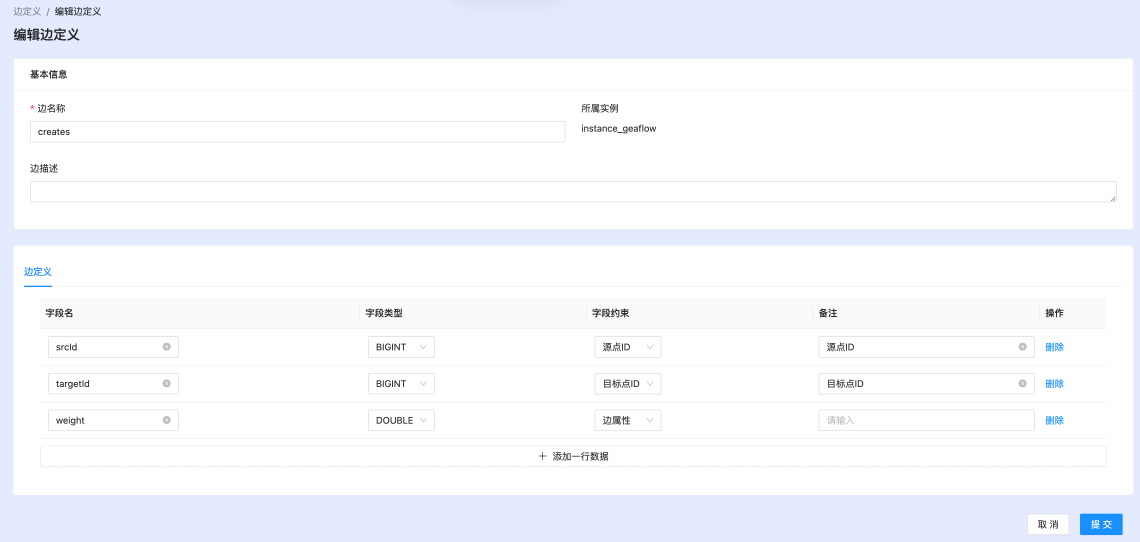 边定义 / 编辑边定义
编辑边定义
基本信息
* 边名称
所属实例
creates
instance_geaflow
边描述
边定义
字段名 字段类型 字段约束 备注 操作
srcId BIGINT 源点ID 源点ID 删除
targetId BIGINT 目标点ID 目标点ID 删除
weight DOUBLE 边属性 请输入 删除
+ 添加一行数据
取 消 提 交